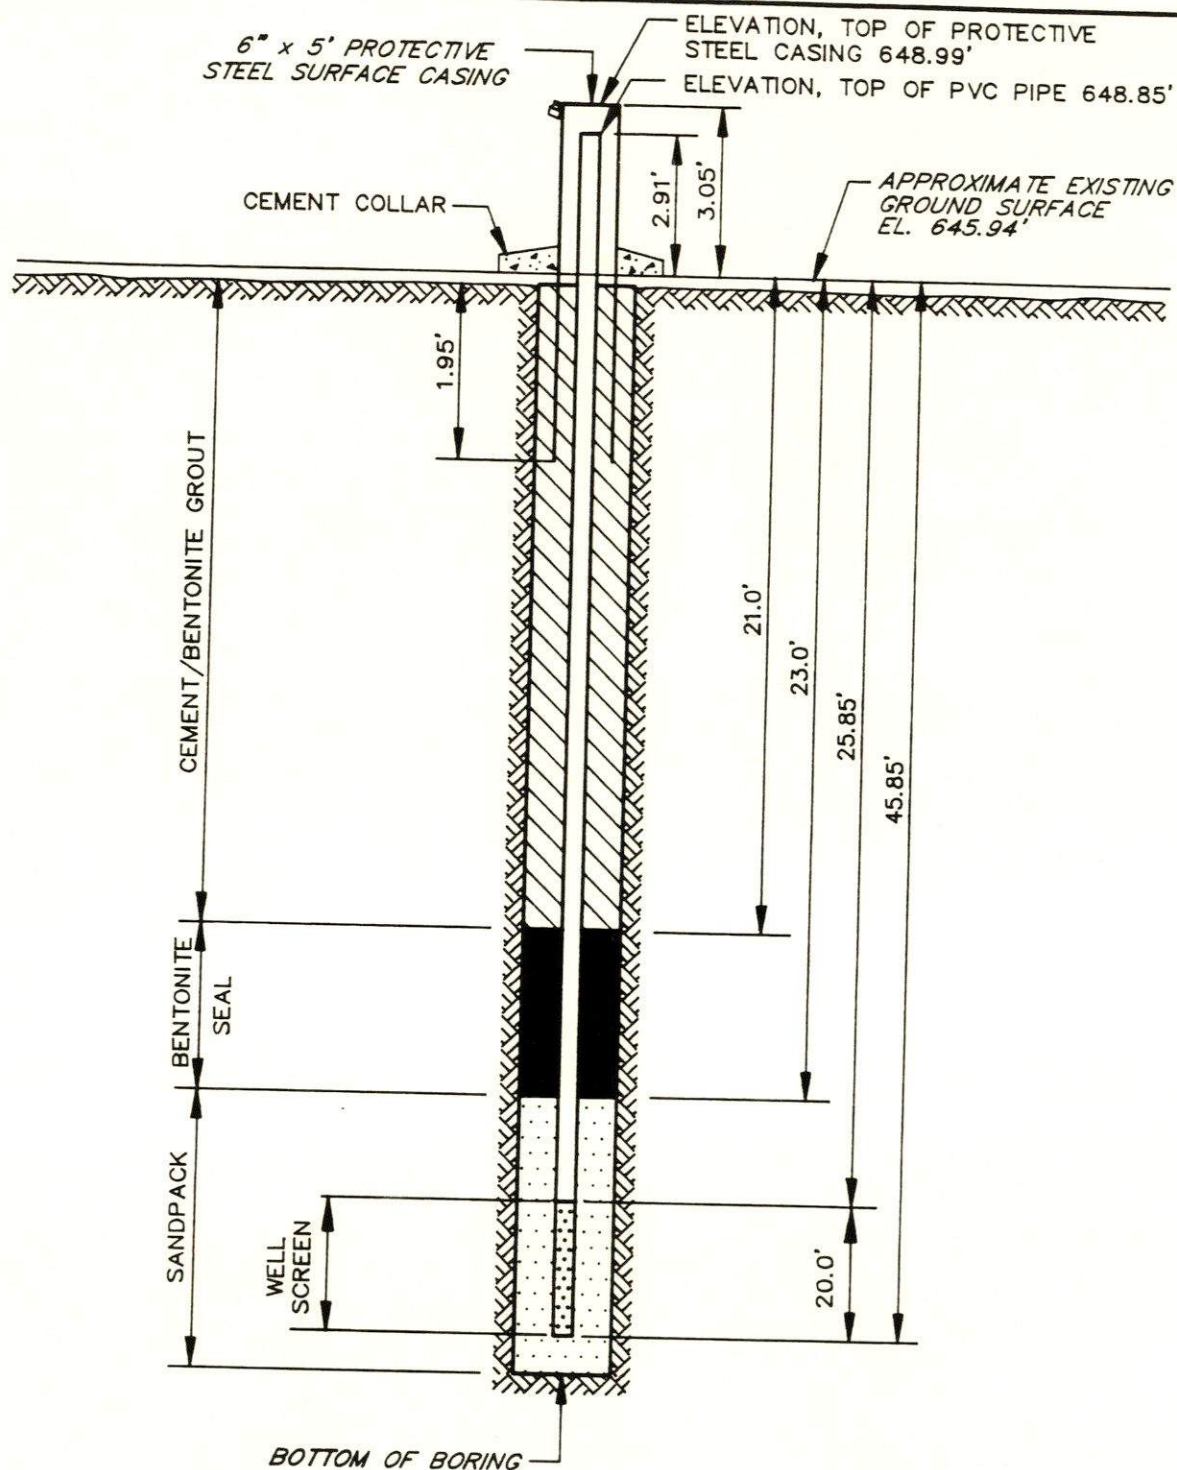 6" x 5' PROTECTIVE
STEEL SURFACE CASING
ELEVATION, TOP OF PROTECTIVE
STEEL CASING 648.99'
ELEVATION, TOP OF PVC PIPE 648.85'
CEMENT COLLAR
2.91'
3.05'
APPROXIMATE EXISTING
GROUND SURFACE
EL. 645.94'
1.95'
CEMENT/BENTONITE GROUT
21.0'
23.0'
25.85'
45.85'
BENTONITE
SEAL
SANDPACK
WELL
SCREEN
20.0'
BOTTOM OF BORING